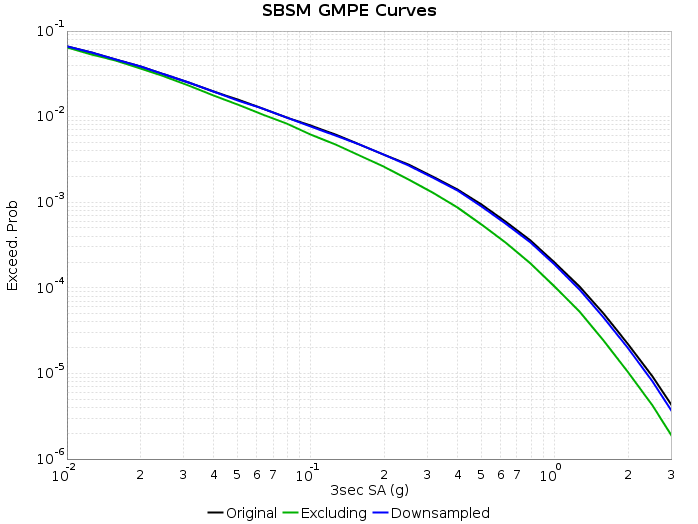 SBSM GMPE Curves
10-1
10-2
10-3
10-4
10-5
10-6
Exceed. Prob
10-2 2 3 4 5 6 7 10-1 2 3 4 5 6 7 100 2 3
3sec SA (g)
Original Excluding Downsampled